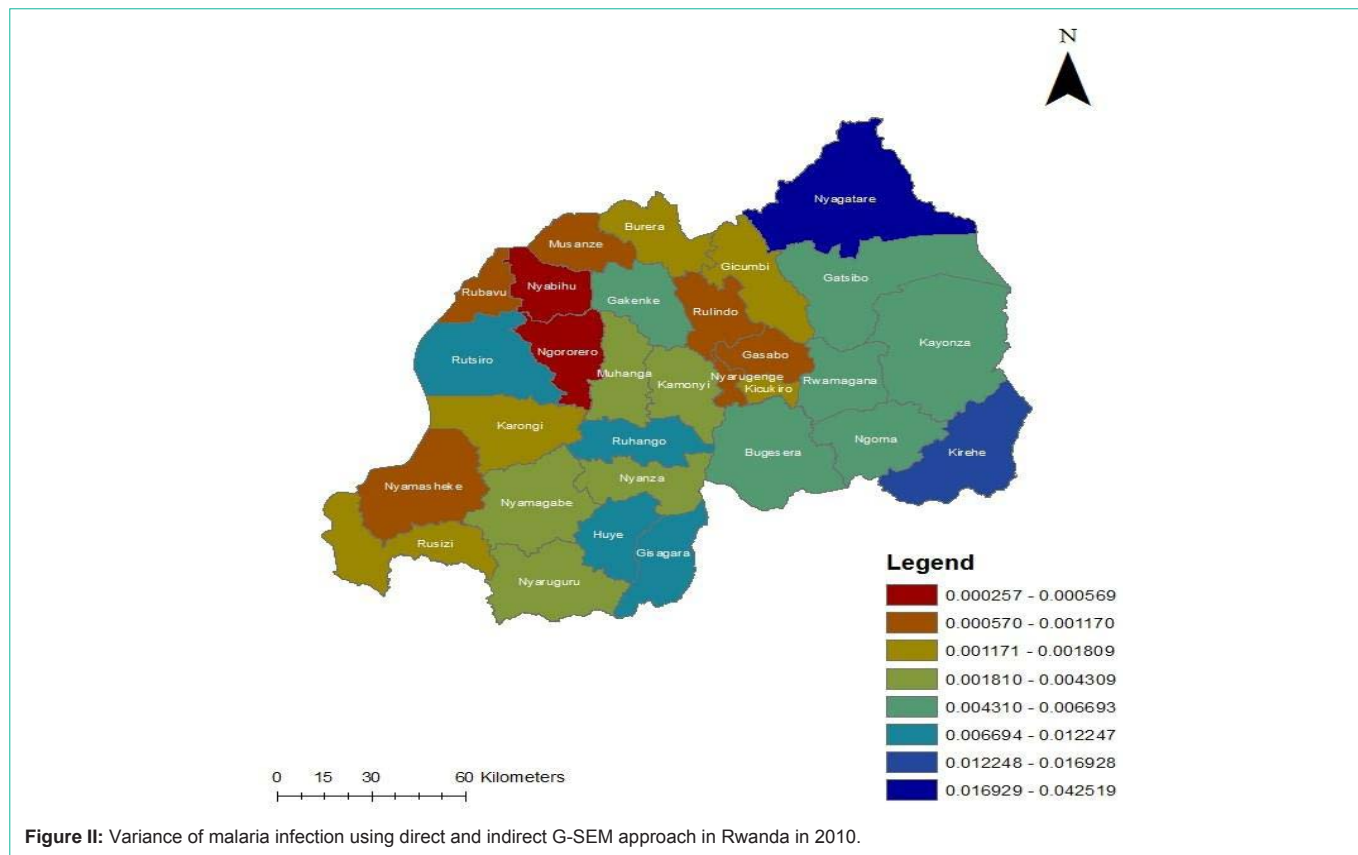 N
Nyagatare
Burera
Musanze
Gicumbi
Gatsibo
Nyabihu
Rubavu
Gakenke
Rulindo
Kayonza
Ngororero
Rutsiro
Gasabo
Muhanga
Nyarugenge
Rwamagana
Kamonyi
Kicukiro
Karongi
Ruhango
Ngoma
Bugesera
Kirehe
Nyanza
Nyamasheke
Nyamagabe
Huye
Rusizi
Gisagara
Nyaruguru
Legend
0.000257 - 0.000569
0.000570 - 0.001170
0.001171 - 0.001809
0.001810 - 0.004309
0.004310 - 0.006693
0.006694 - 0.012247
0.012248 - 0.016928
0.016929 - 0.042519
0 15 30 60 Kilometers
Figure II: Variance of malaria infection using direct and indirect G-SEM approach in Rwanda in 2010.